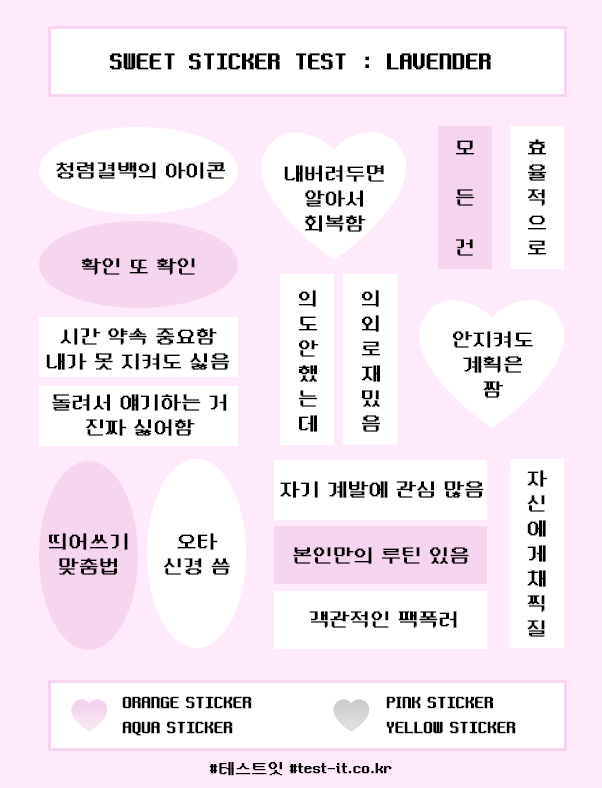 SWEET STICKER TEST : LAVENDER
청렴결백의 아이콘
내버려두면
알아서
회복함
모
든
건
효
율
적
으
로
확인 또 확인
시간 약속 중요함
내가 못 지켜도 싫음
돌려서 얘기하는 거
진짜 싫어함
의
도
안
했
는
데
의
외
로
재
밌
음
안지켜도
계획은
짬
띄어쓰기
맞춤법
오타
신경 씀
자기 계발에 관심 많음
본인만의 루틴 있음
객관적인 팩폭러
자
신
에
게
채
찍
질
ORANGE STICKER
AQUA STICKER
PINK STICKER
YELLOW STICKER
#테스트잇 #test-it.co.kr